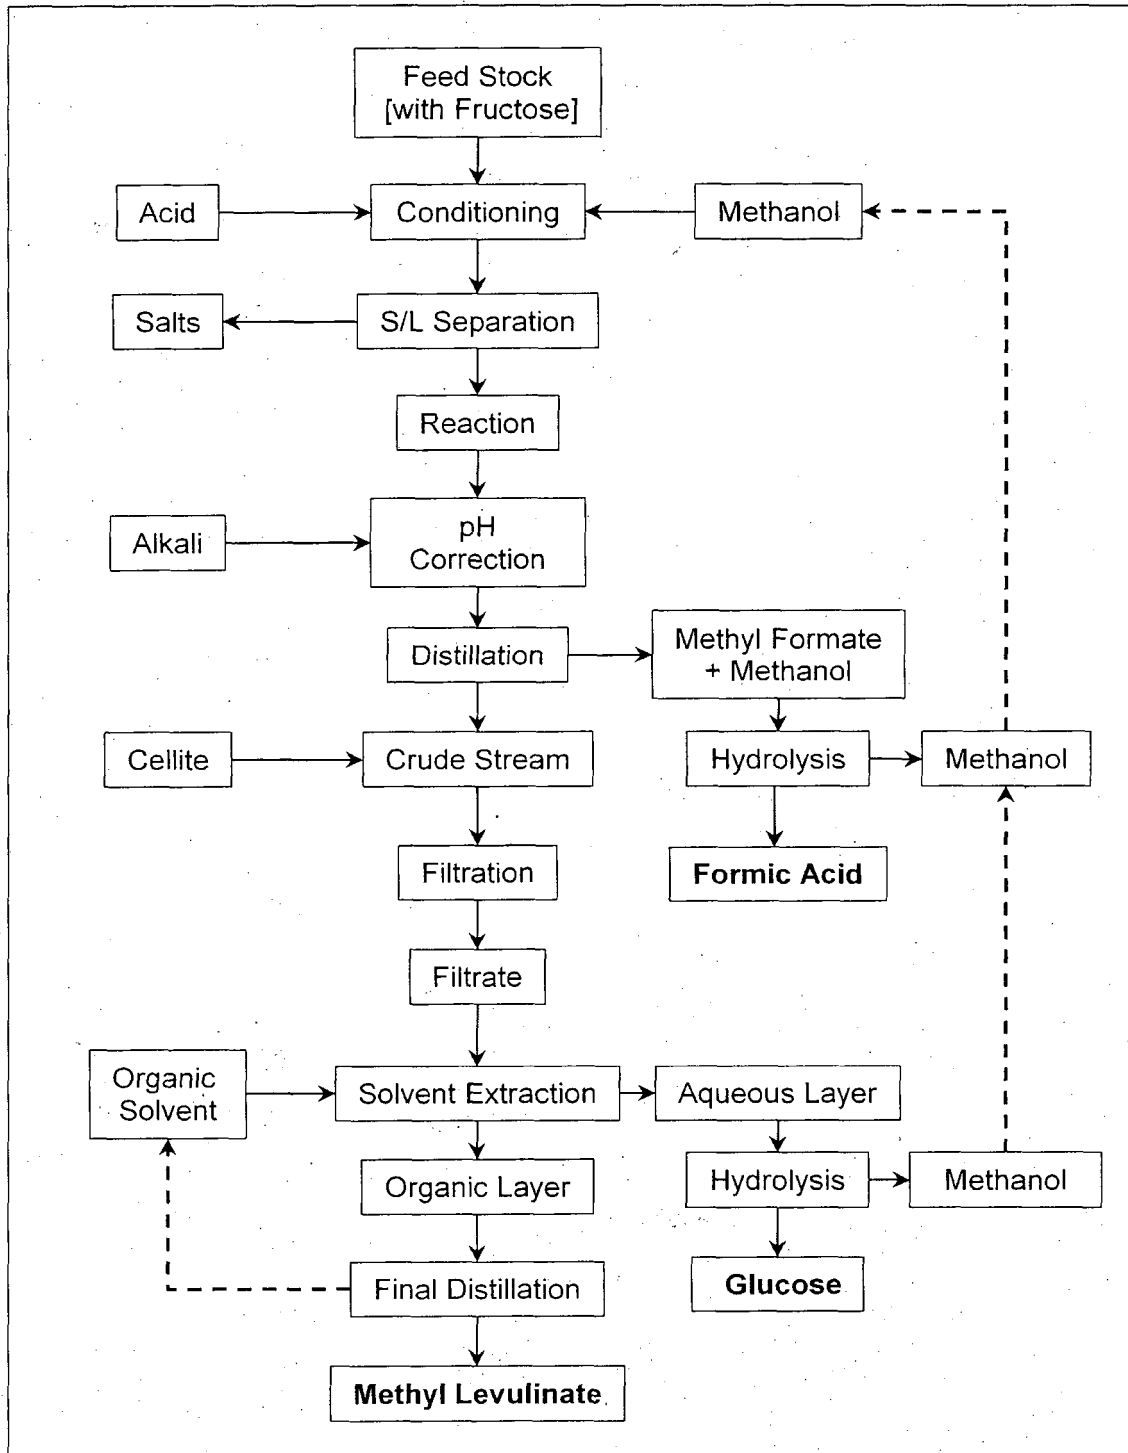 Feed Stock
[with Fructose]
Acid
Conditioning
Methanol
Salts
S/L Separation
Reaction
Alkali
pH
Correction
Distillation
Methyl Formate
+ Methanol
Cellite
Crude Stream
Hydrolysis
Methanol
Filtration
Formic Acid
Filtrate
Organic
Solvent
Solvent Extraction
Aqueous Layer
Organic Layer
Hydrolysis
Methanol
Final Distillation
Glucose
Methyl Levulinate